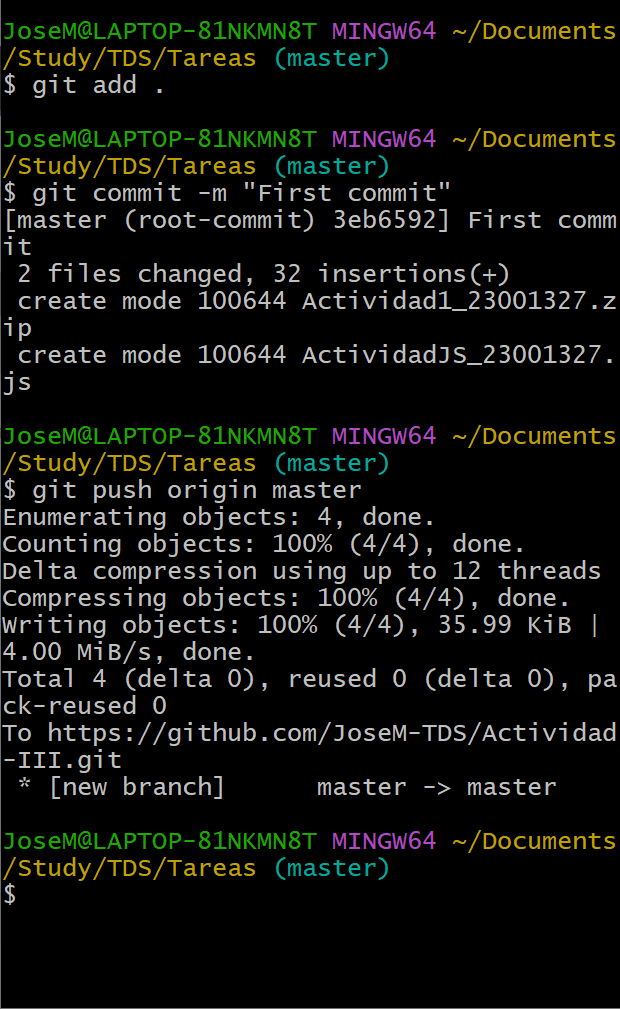 JoseM@LAPTOP-81NKMN8T MINGW64 ~/Documents
/Study/TDS/Tareas (master)
$ git add .
JoseM@LAPTOP-81NKMN8T MINGW64 ~/Documents
/Study/TDS/Tareas (master)
$ git commit -m "First commit"
[master (root-commit) 3eb6592] First comm
it
 2 files changed, 32 insertions(+)
 create mode 100644 Actividad1_23001327.z
ip
 create mode 100644 ActividadJS_23001327.
js
JoseM@LAPTOP-81NKMN8T MINGW64 ~/Documents
/Study/TDS/Tareas (master)
$ git push origin master
Enumerating objects: 4, done.
Counting objects: 100% (4/4), done.
Delta compression using up to 12 threads
Compressing objects: 100% (4/4), done.
Writing objects: 100% (4/4), 35.99 KiB |
4.00 MiB/s, done.
Total 4 (delta 0), reused 0 (delta 0), pa
ck-reused 0
To https://github.com/JoseM-TDS/Actividad
-III.git
 * [new branch]      master -> master
JoseM@LAPTOP-81NKMN8T MINGW64 ~/Documents
/Study/TDS/Tareas (master)
$